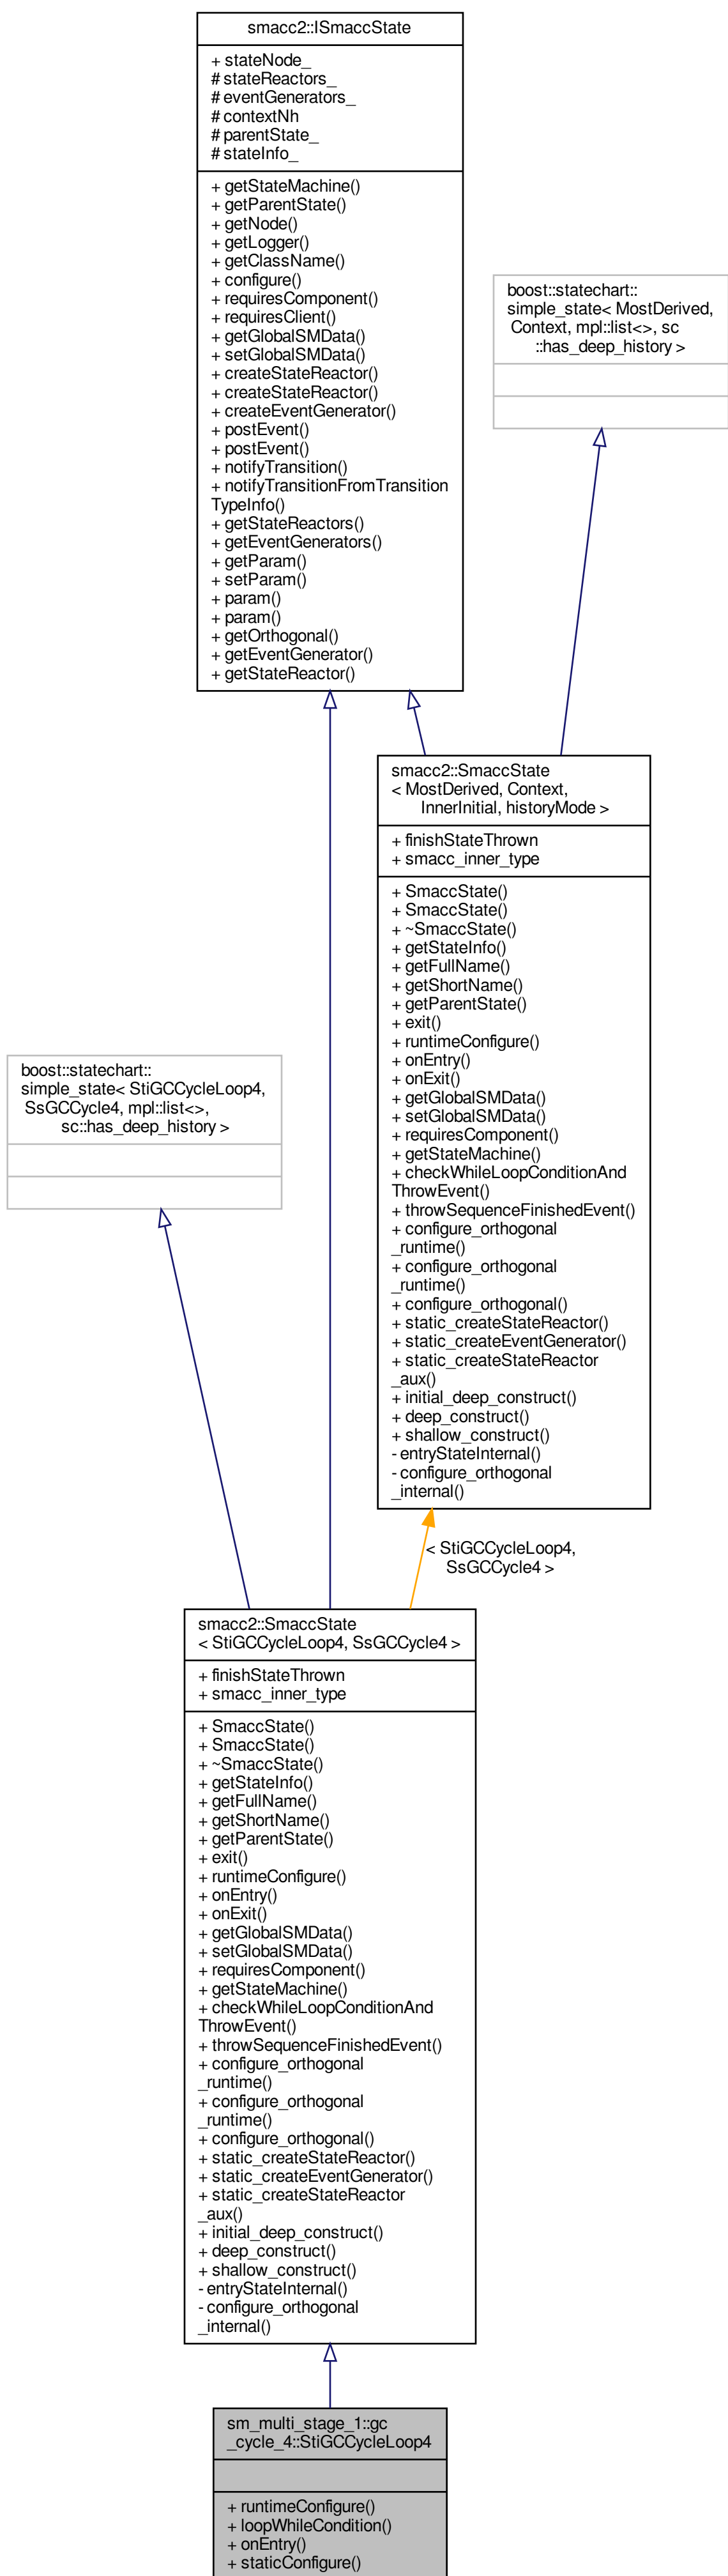 smacc2::ISmaccState
+ stateNode_
# stateReactors_
# eventGenerators_
# contextNh
# parentState_
# stateInfo_
+ getStateMachine()
+ getParentState()
+ getNode()
+ getLogger()
+ getClassName()
+ configure()
+ requiresComponent()
+ requiresClient()
+ getGlobalSMData()
+ setGlobalSMData()
+ createStateReactor()
+ createStateReactor()
+ createEventGenerator()
+ postEvent()
+ postEvent()
+ notifyTransition()
+ notifyTransitionFromTransition
TypeInfo()
+ getStateReactors()
+ getEventGenerators()
+ getParam()
+ setParam()
+ param()
+ param()
+ getOrthogonal()
+ getEventGenerator()
+ getStateReactor()
boost::statechart::
simple_state< MostDerived,
Context, mpl::list<>, sc
::has_deep_history >
smacc2::SmaccState
< MostDerived, Context,
InnerInitial, historyMode >
+ finishStateThrown
+ smacc_inner_type
+ SmaccState()
+ SmaccState()
+ ~SmaccState()
+ getStateInfo()
+ getFullName()
+ getShortName()
+ getParentState()
+ exit()
+ runtimeConfigure()
+ onEntry()
+ onExit()
+ getGlobalSMData()
+ setGlobalSMData()
+ requiresComponent()
+ getStateMachine()
+ checkWhileLoopConditionAnd
ThrowEvent()
+ throwSequenceFinishedEvent()
+ configure_orthogonal
_runtime()
+ configure_orthogonal
_runtime()
+ configure_orthogonal()
+ static_createStateReactor()
+ static_createEventGenerator()
+ static_createStateReactor
_aux()
+ initial_deep_construct()
+ deep_construct()
+ shallow_construct()
- entryStateInternal()
- configure_orthogonal
_internal()
boost::statechart::
simple_state< StiGCCycleLoop4,
SsGCCycle4, mpl::list<>,
sc::has_deep_history >
< StiGCCycleLoop4,
SsGCCycle4 >
smacc2::SmaccState
< StiGCCycleLoop4, SsGCCycle4 >
+ finishStateThrown
+ smacc_inner_type
+ SmaccState()
+ SmaccState()
+ ~SmaccState()
+ getStateInfo()
+ getFullName()
+ getShortName()
+ getParentState()
+ exit()
+ runtimeConfigure()
+ onEntry()
+ onExit()
+ getGlobalSMData()
+ setGlobalSMData()
+ requiresComponent()
+ getStateMachine()
+ checkWhileLoopConditionAnd
ThrowEvent()
+ throwSequenceFinishedEvent()
+ configure_orthogonal
_runtime()
+ configure_orthogonal
_runtime()
+ configure_orthogonal()
+ static_createStateReactor()
+ static_createEventGenerator()
+ static_createStateReactor
_aux()
+ initial_deep_construct()
+ deep_construct()
+ shallow_construct()
- entryStateInternal()
- configure_orthogonal
_internal()
sm_multi_stage_1::gc
_cycle_4::StiGCCycleLoop4
+ runtimeConfigure()
+ loopWhileCondition()
+ onEntry()
+ staticConfigure()